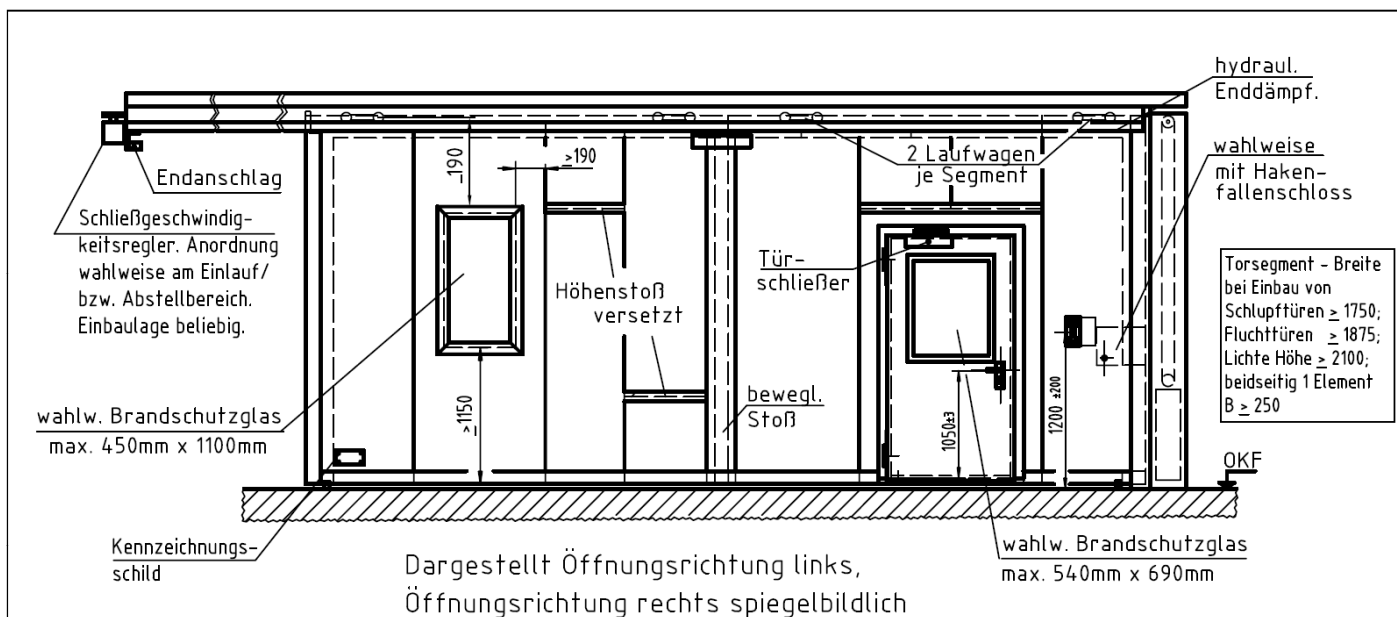 hydraul.
Enddämpf.
wahlweise
mit Haken-
fallenschloss
2 Laufwagen
je Segment
Endanschlag
Schließgeschwindig-
keitsregler. Anordnung
wahlweise am Einlauf/
bzw. Abstellbereich.
Einbaulage beliebig.
190
≥190
Tür-
schließer
Höhenstoß
versetzt
Torsegment - Breite
bei Einbau von
Schlupftüren ≥ 1750;
Fluchttüren ≥ 1875;
Lichte Höhe ≥ 2100;
beidseitig 1 Element
B ≥ 250
wahlw. Brandschutzglas
max. 450mm x 1100mm
≥1150
bewegl.
Stoß
1050±3
1200 ±200
OKF
Kennzeichnungs-
schild
wahlw. Brandschutzglas
max. 540mm x 690mm
Dargestellt Öffnungsrichtung links,
Öffnungsrichtung rechts spiegelbildlich